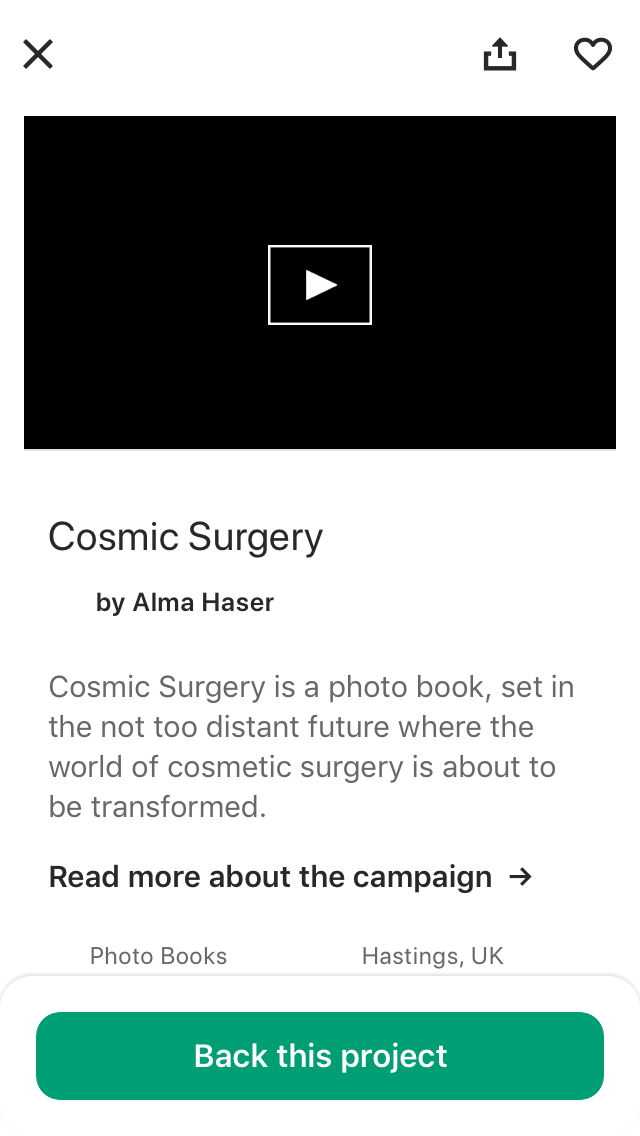 Cosmic Surgery
by Alma Haser
Cosmic Surgery is a photo book, set in
the not too distant future where the
world of cosmetic surgery is about to
be transformed.
Read more about the campaign →
Photo Books
Hastings, UK
Back this project